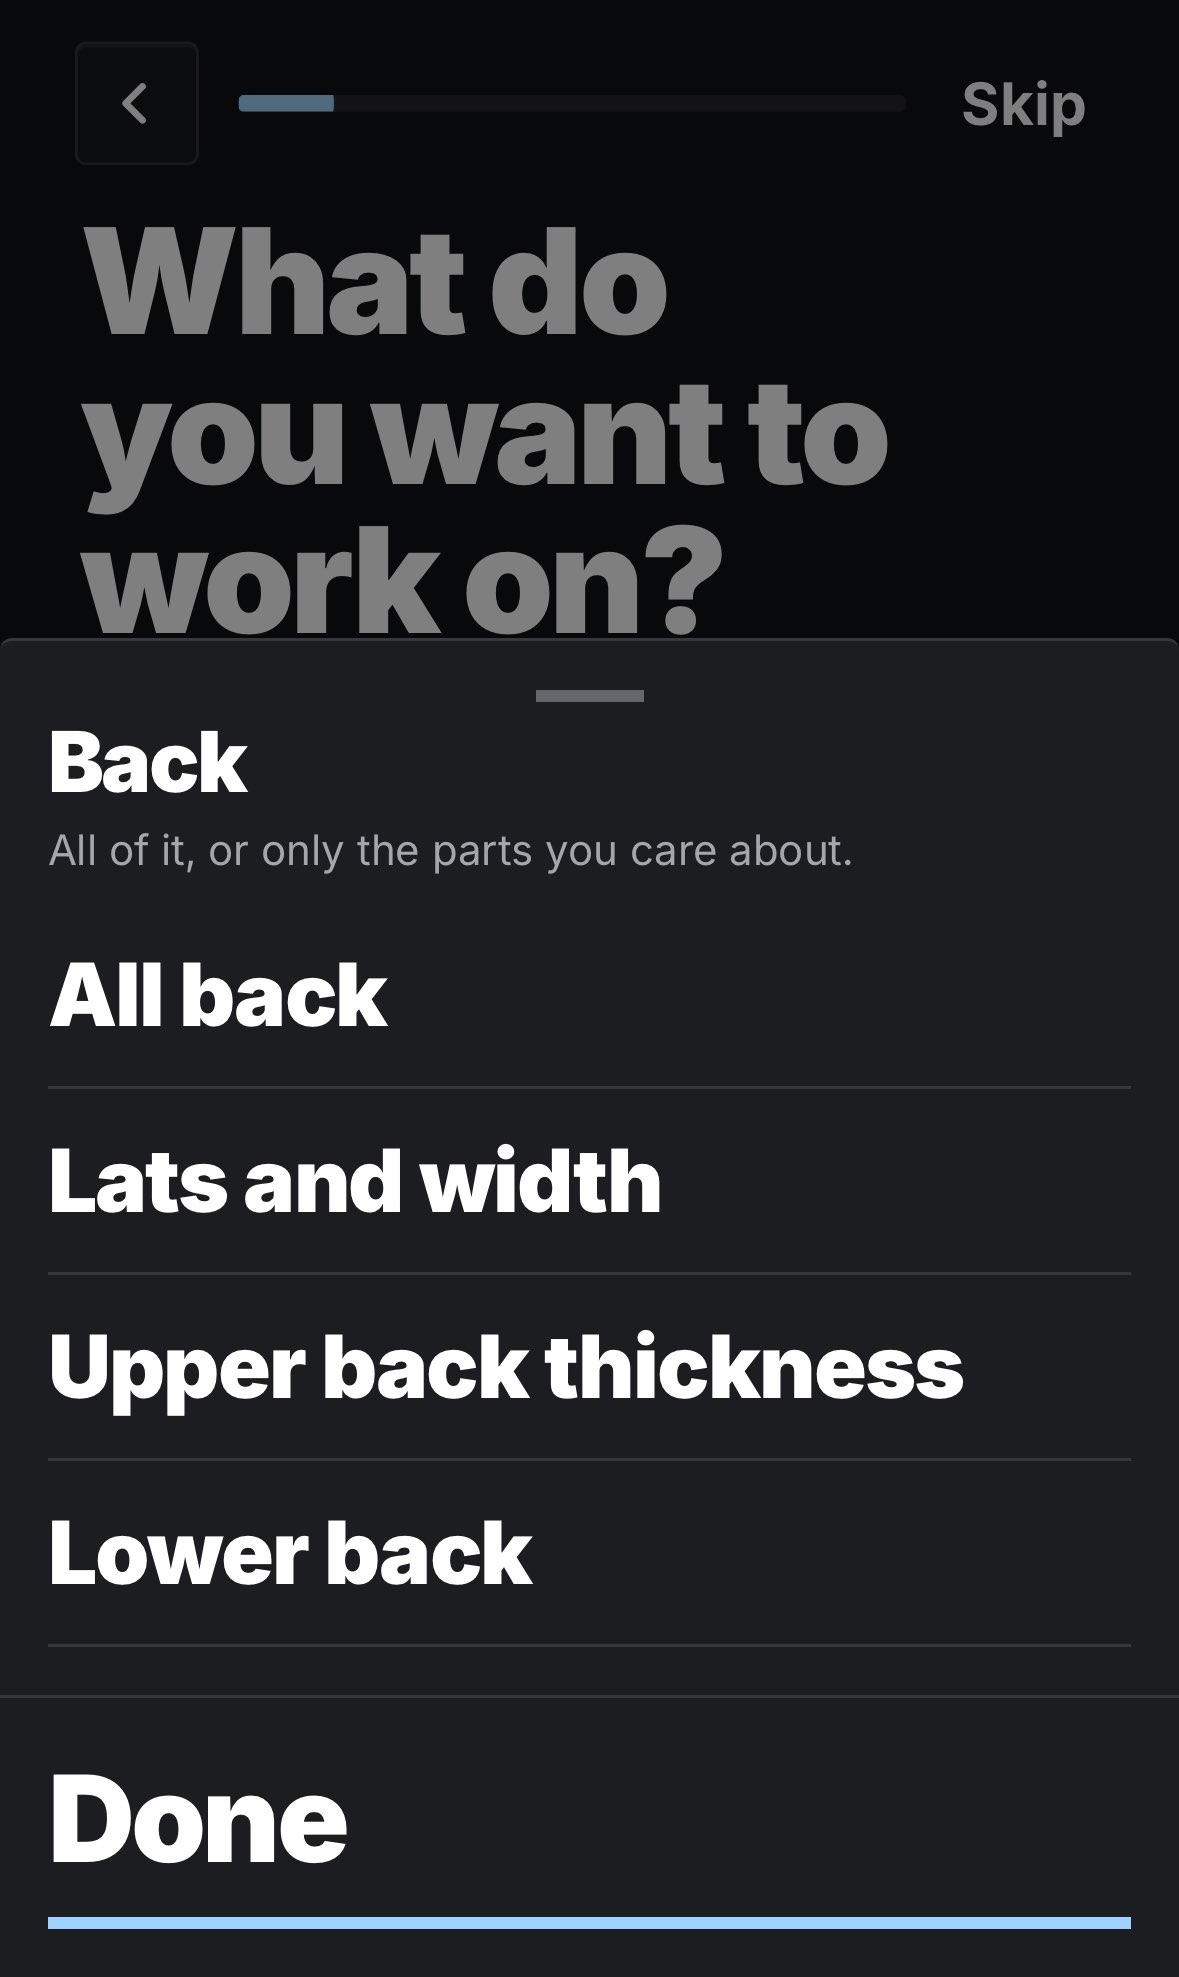 Skip
What do
you want to
work on?
Back
All of it, or only the parts you care about.
All back
Lats and width
Upper back thickness
Lower back
Done